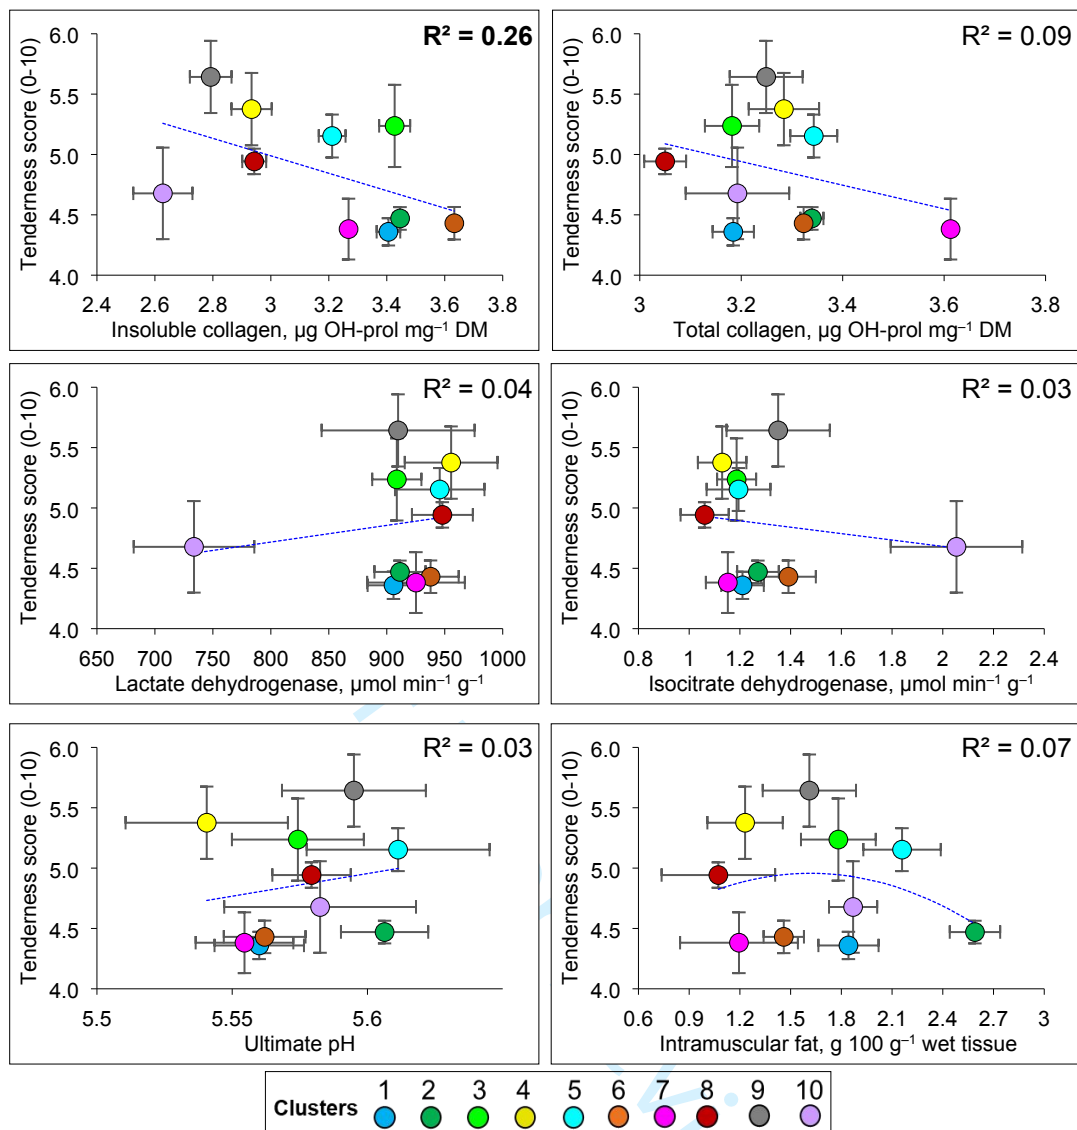 R² = 0.26
Tenderness score (0-10)
6.0
5.5
5.0
4.5
4.0
2.4 2.6 2.8 3 3.2 3.4 3.6 3.8
Insoluble collagen, µg OH-prol mg⁻¹ DM
R² = 0.09
Tenderness score (0-10)
6.0
5.5
5.0
4.5
4.0
3 3.2 3.4 3.6 3.8
Total collagen, µg OH-prol mg⁻¹ DM
R² = 0.04
Tenderness score (0-10)
6.0
5.5
5.0
4.5
4.0
650 700 750 800 850 900 950 1000
Lactate dehydrogenase, µmol min⁻¹ g⁻¹
R² = 0.03
Tenderness score (0-10)
6.0
5.5
5.0
4.5
4.0
0.8 1 1.2 1.4 1.6 1.8 2 2.2 2.4
Isocitrate dehydrogenase, µmol min⁻¹ g⁻¹
R² = 0.03
Tenderness score (0-10)
6.0
5.5
5.0
4.5
4.0
5.5 5.55 5.6
Ultimate pH
R² = 0.07
Tenderness score (0-10)
6.0
5.5
5.0
4.5
4.0
0.6 0.9 1.2 1.5 1.8 2.1 2.4 2.7 3
Intramuscular fat, g 100 g⁻¹ wet tissue
Clusters 1 2 3 4 5 6 7 8 9 10